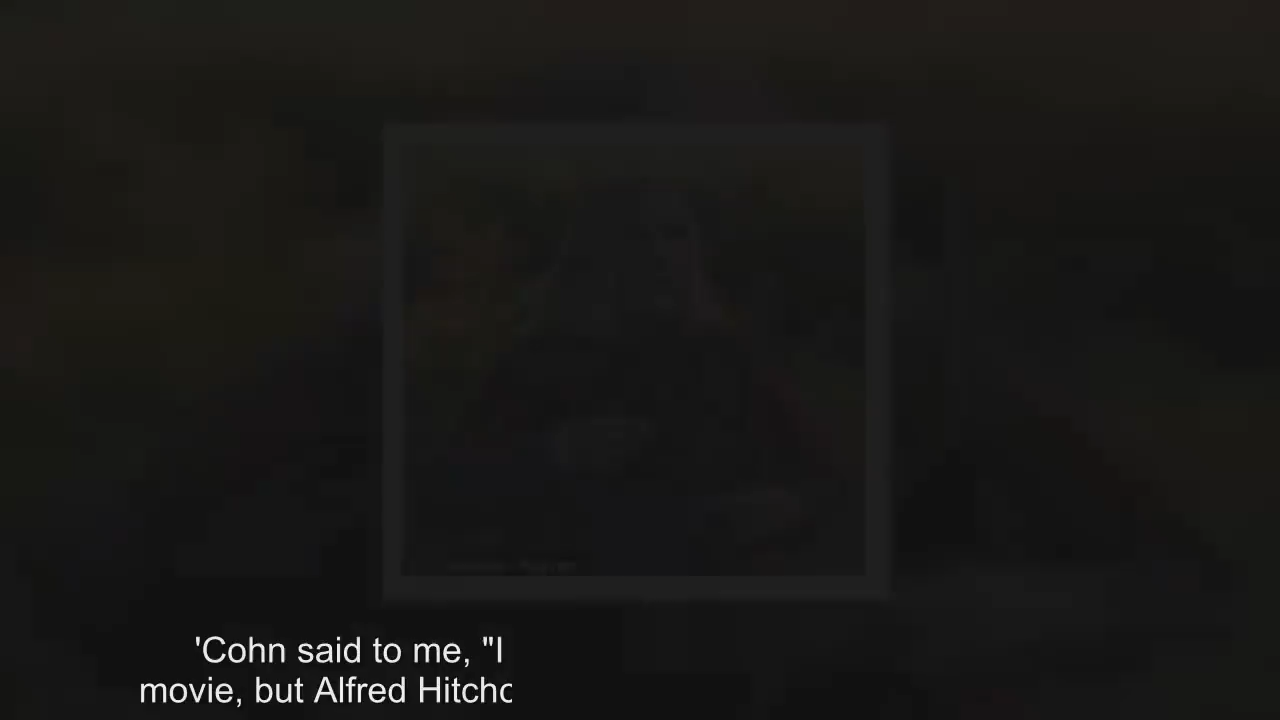 'Cohn said to me, "I
movie, but Alfred Hitchc